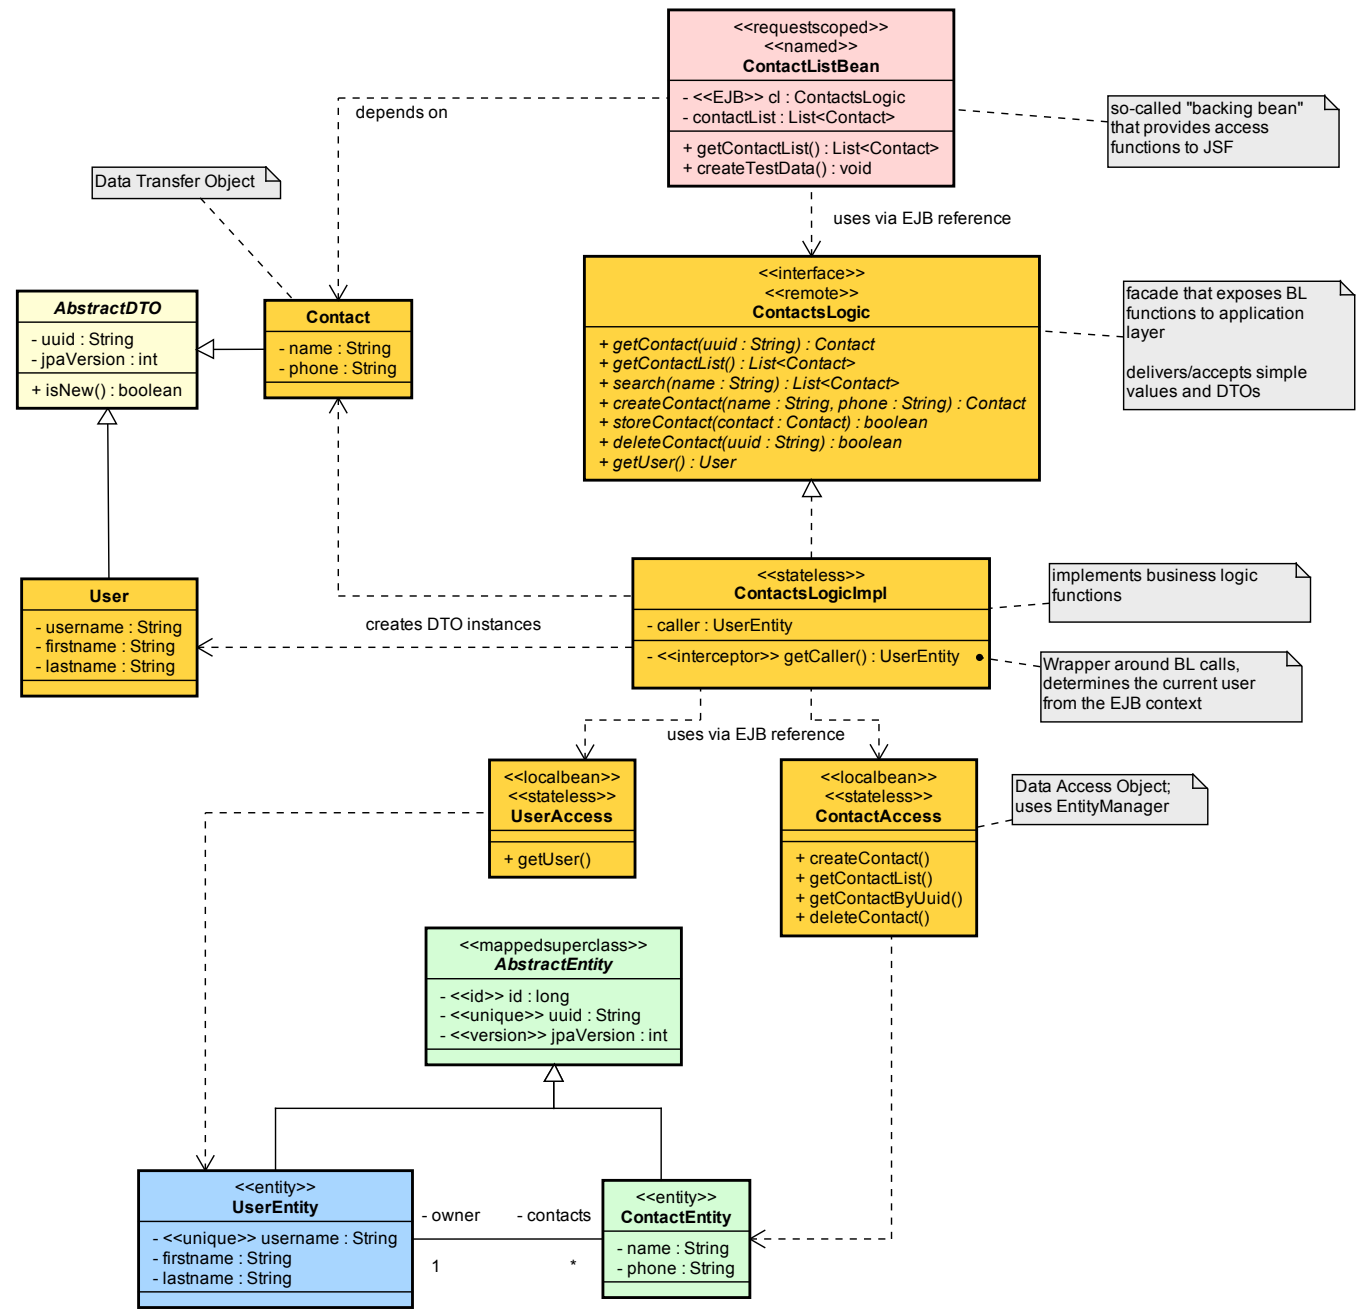 <<requestscoped>>
<<named>>
ContactListBean
- <<EJB>> cl : ContactsLogic
- contactList : List<Contact>
+ getContactList() : List<Contact>
+ createTestData() : void
depends on
so-called "backing bean"
that provides access
functions to JSF
Data Transfer Object
uses via EJB reference
<<interface>>
<<remote>>
ContactsLogic
+ getContact(uuid : String) : Contact
+ getContactList() : List<Contact>
+ search(name : String) : List<Contact>
+ createContact(name : String, phone : String) : Contact
+ storeContact(contact : Contact) : boolean
+ deleteContact(uuid : String) : boolean
+ getUser() : User
facade that exposes BL
functions to application
layer
delivers/accepts simple
values and DTOs
AbstractDTO
- uuid : String
- jpaVersion : int
+ isNew() : boolean
Contact
- name : String
- phone : String
User
- username : String
- firstname : String
- lastname : String
creates DTO instances
<<stateless>>
ContactsLogicImpl
- caller : UserEntity
- <<interceptor>> getCaller() : UserEntity
implements business logic
functions
Wrapper around BL calls,
determines the current user
from the EJB context
uses via EJB reference
<<localbean>>
<<stateless>>
UserAccess
+ getUser()
<<localbean>>
<<stateless>>
ContactAccess
+ createContact()
+ getContactList()
+ getContactByUuid()
+ deleteContact()
Data Access Object;
uses EntityManager
<<mappedsuperclass>>
AbstractEntity
- <<id>> id : long
- <<unique>> uuid : String
- <<version>> jpaVersion : int
<<entity>>
UserEntity
- <<unique>> username : String
- firstname : String
- lastname : String
- owner
- contacts
1
*
<<entity>>
ContactEntity
- name : String
- phone : String